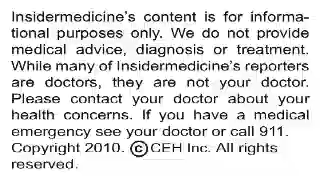 Insidermedicine's content is for informa-
tional purposes only. We do not provide
medical advice, diagnosis or treatment.
While many of Insidermedicine's reporters
are doctors, they are not your doctor.
Please contact your doctor about your
health concerns. If you have a medical
emergency see your doctor or call 911.
Copyright 2010. © CEH Inc. All rights
reserved.